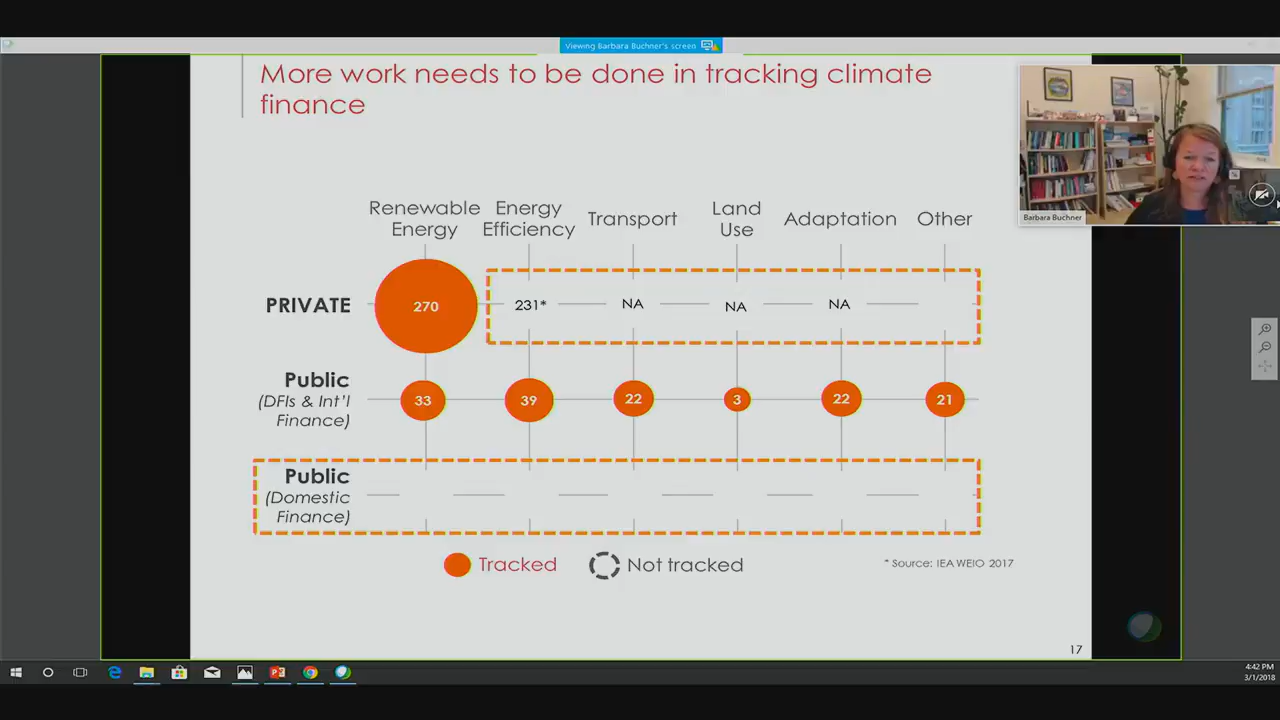 Viewing Barbara Buchner's screen
More work needs to be done in tracking climate
finance
Barbara Buchner
Renewable
Energy
Energy
Efficiency
Transport
Land
Use
Adaptation
Other
PRIVATE
270
231*
NA
NA
NA
Public
(DFIs & Int'l
Finance)
33
39
22
3
22
21
Public
(Domestic
Finance)
Tracked
Not tracked
* Source: IEA WEIO 2017
17
4:42 PM
3/1/2018